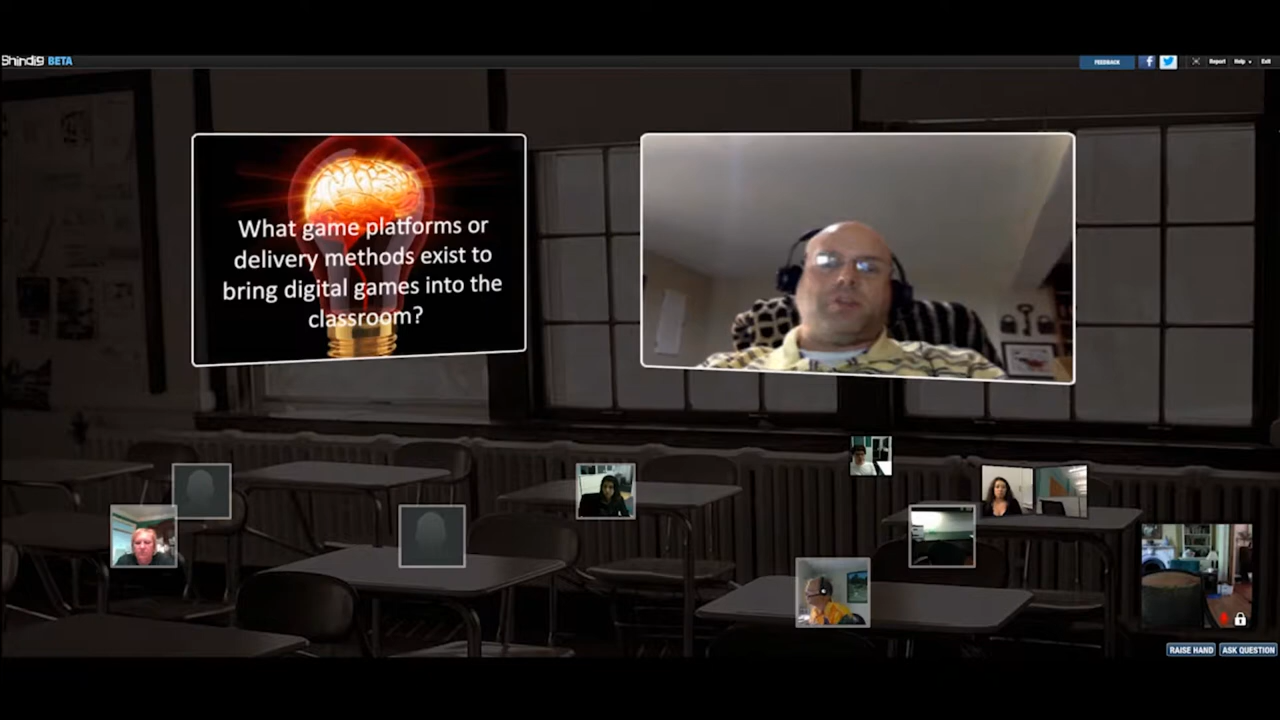 Shindig BETA
FEEDBACK
Report
Help
Exit
What game platforms or
delivery methods exist to
bring digital games into the
classroom?
RAISE HAND
ASK QUESTION